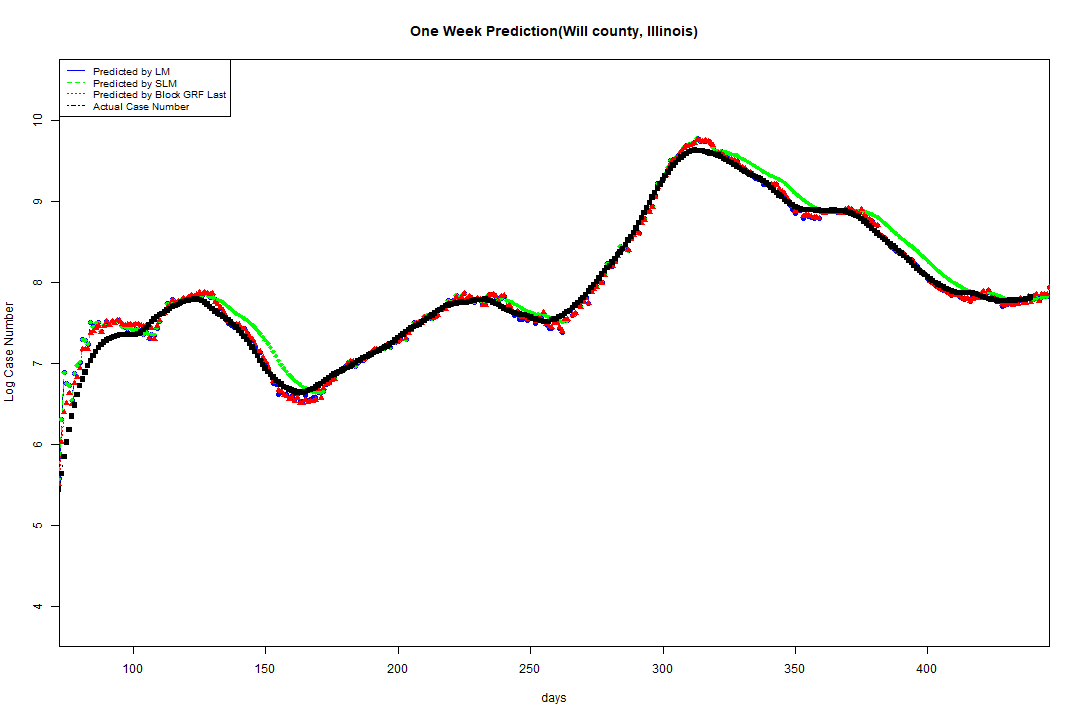 One Week Prediction(Will county, Illinois)
Predicted by LM
Predicted by SLM
Predicted by Block GRF Last
Actual Case Number
Log Case Number
10
9
8
7
6
5
4
100 150 200 250 300 350 400
days